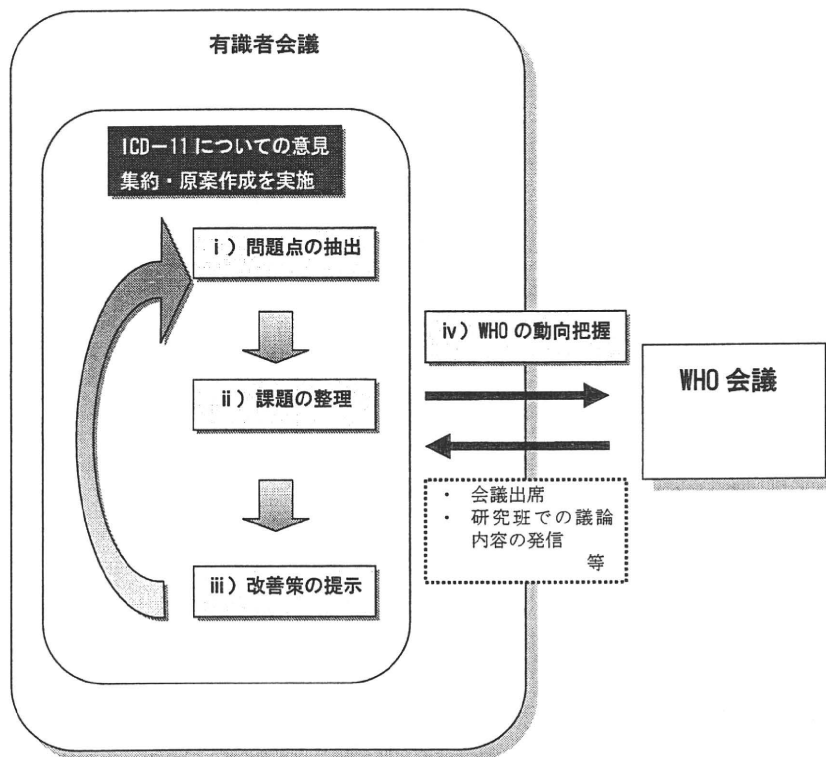 有識者会議
ICD－11についての意見
集約・原案作成を実施
ⅰ）問題点の抽出
ⅱ）課題の整理
ⅲ）改善策の提示
ⅳ）WHOの動向把握
WHO会議
・ 会議出席
・ 研究班での議論
内容の発信
等